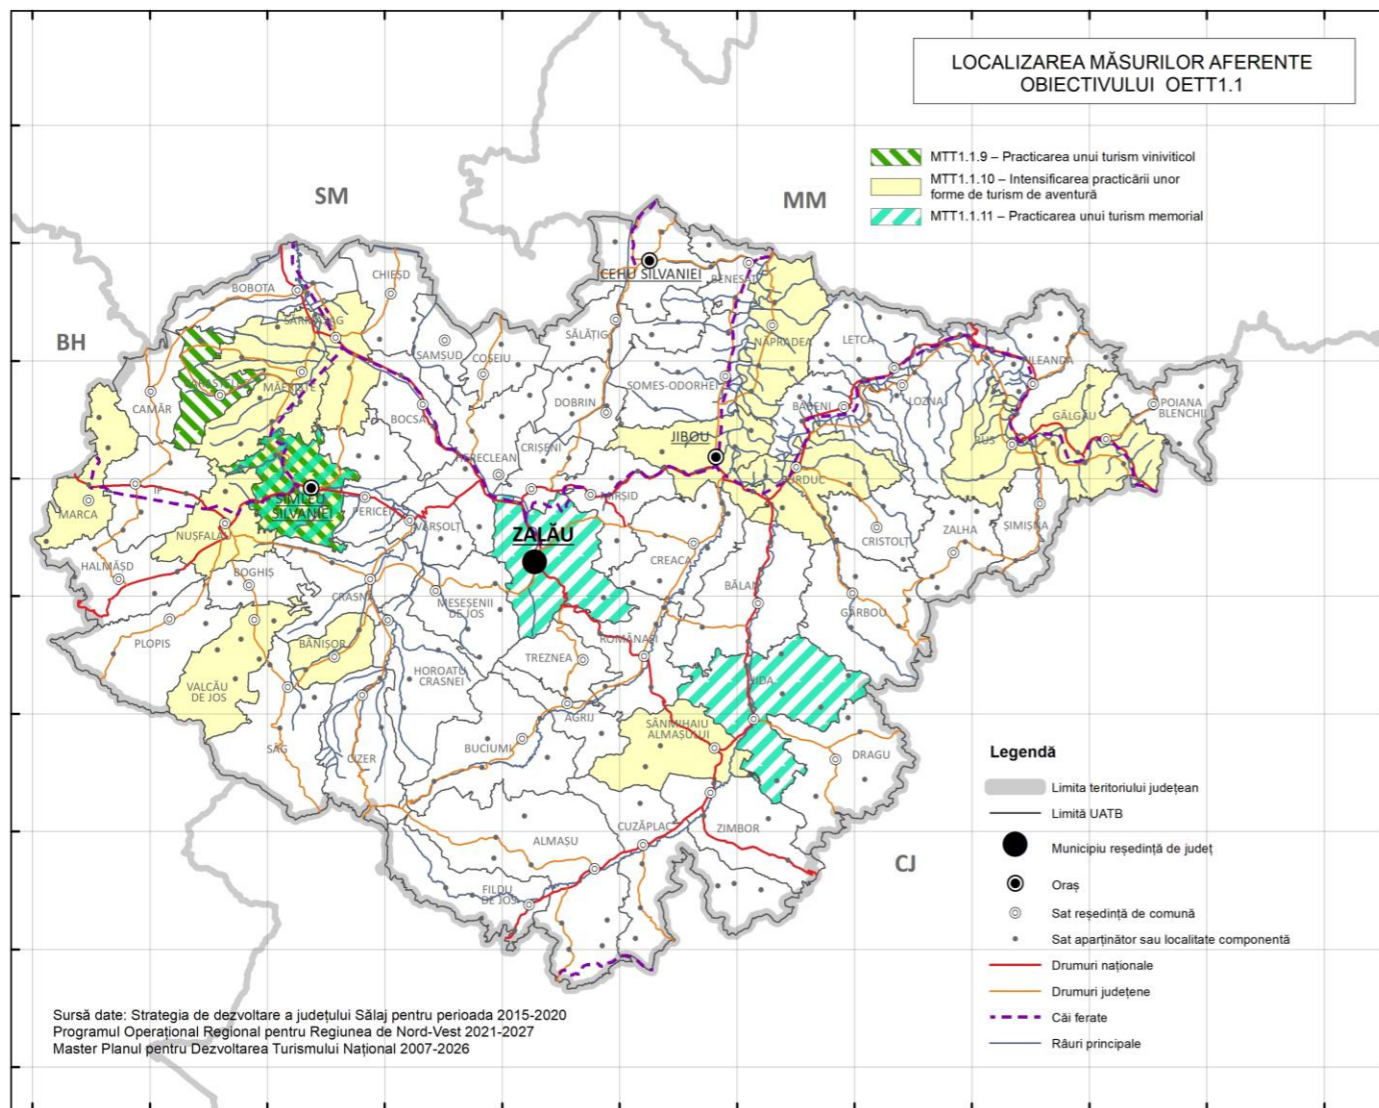 LOCALIZAREA MĂSURILOR AFERENTE
OBIECTIVULUI OETT1.1
MTT1.1.9 – Practicarea unui turism viniviticol
MTT1.1.10 – Intensificarea practicării unor
forme de turism de aventură
MTT1.1.11 – Practicarea unui turism memorial
SM
MM
BH
CJ
CEHU SILVANIEI
BENESAT
CHIEȘD
BOBOTA
SĂRMĂȘAG
SĂLĂȚIG
NĂPRADEA
LETCA
ILEANDA
SAMȘUD
COȘEIU
SOMEȘ-ODORHEI
MĂERIȘTE
CAMĂR
DOBRIN
BĂBENI
LOZNA
POIANA
BLENCHII
GÂLGĂU
BOCȘA
CRIȘENI
JIBOU
RUS
HERECLEAN
IP
ȘIMLEU
SILVANIEI
PERICEI
MIRȘID
SURDUC
MARCA
NUȘFALĂU
VÂRȘOLȚ
ZALĂU
CRISTOLȚ
ZALHA
ȘIMIȘNA
HALMĂȘD
BOGHIȘ
CREACA
BĂLAN
CRASNA
MESEȘENII
DE JOS
GÂRBOU
PLOPIȘ
BĂNIȘOR
ROMÂNAȘI
TREZNEA
HOROATU
CRASNEI
VALCĂU
DE JOS
HIDA
AGRIJ
SÂNMIHAIU
ALMAȘULUI
SÂG
CIZER
BUCIUMI
DRAGU
CUZĂPLAC
ZIMBOR
ALMAȘU
FILDU
DE JOS
Legendă
Limita teritoriului județean
Limită UATB
Municipiu reședință de județ
Oraș
Sat reședință de comună
Sat aparținător sau localitate componentă
Drumuri naționale
Drumuri județene
Căi ferate
Râuri principale
Sursă date: Strategia de dezvoltare a județului Sălaj pentru perioada 2015-2020
Programul Operațional Regional pentru Regiunea de Nord-Vest 2021-2027
Master Planul pentru Dezvoltarea Turismului Național 2007-2026